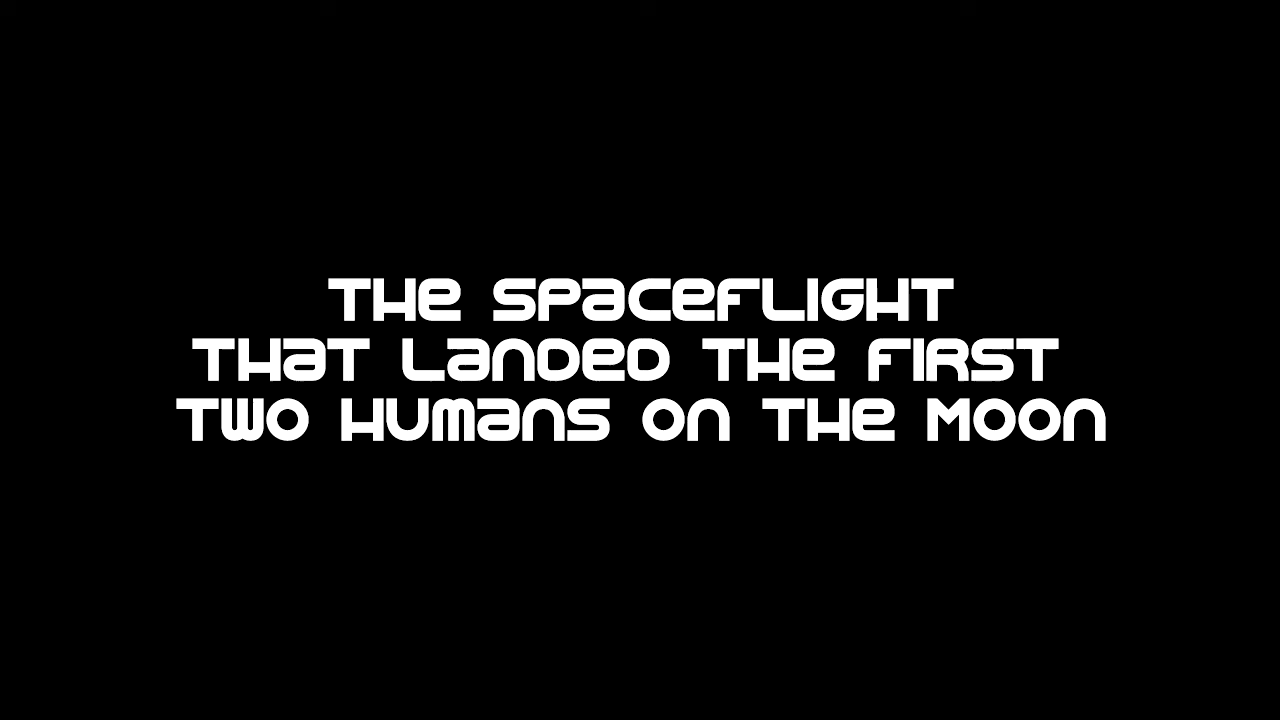 THE SPACEFLIGHT
THAT LANDED THE FIRST
TWO HUMANS ON THE MOON